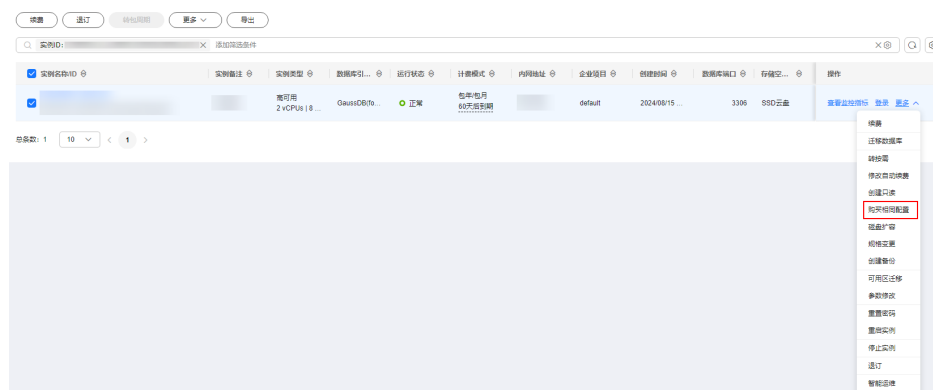 续费 退订 转包周期 更多 导出
实例ID: × 添加筛选条件
实例名称/ID 实例备注 实例类型 数据库引... 运行状态 计费模式 内网地址 企业项目 创建时间 数据库端口 存储空... 操作
高可用 2 vCPUs | 8 ... GaussDB(fo... 正常 包年/包月 60天后到期 default 2024/08/15 ... 3306 SSD云盘 查看监控指标 登录 更多
总条数: 1 10 < 1 >
续费
迁移数据库
转按需
修改自动续费
创建只读
购买相同配置
磁盘扩容
规格变更
创建备份
可用区迁移
参数修改
重置密码
重启实例
停止实例
退订
智能运维